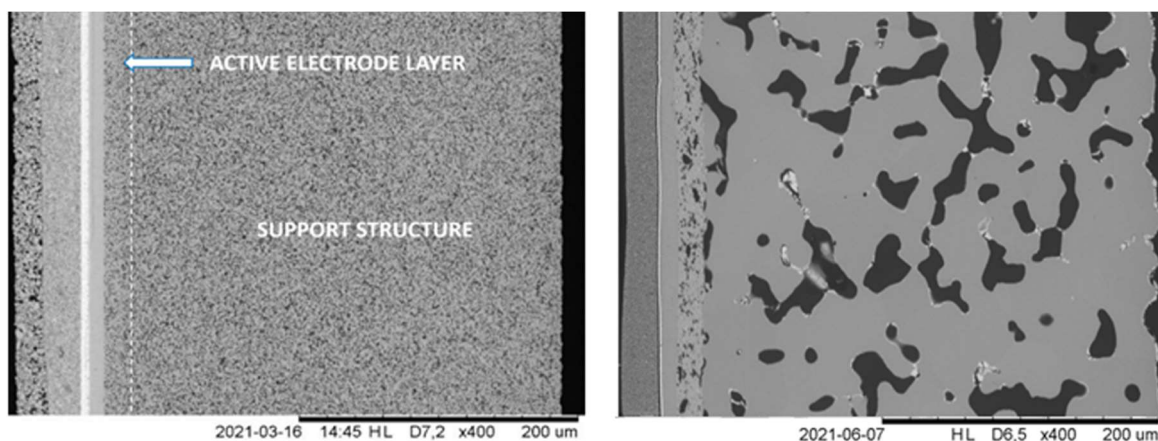 ACTIVE ELECTRODE LAYER
SUPPORT STRUCTURE
2021-03-16 14:45 HL D7,2 x400 200 um
2021-06-07 HL D6.5 x400 200 um